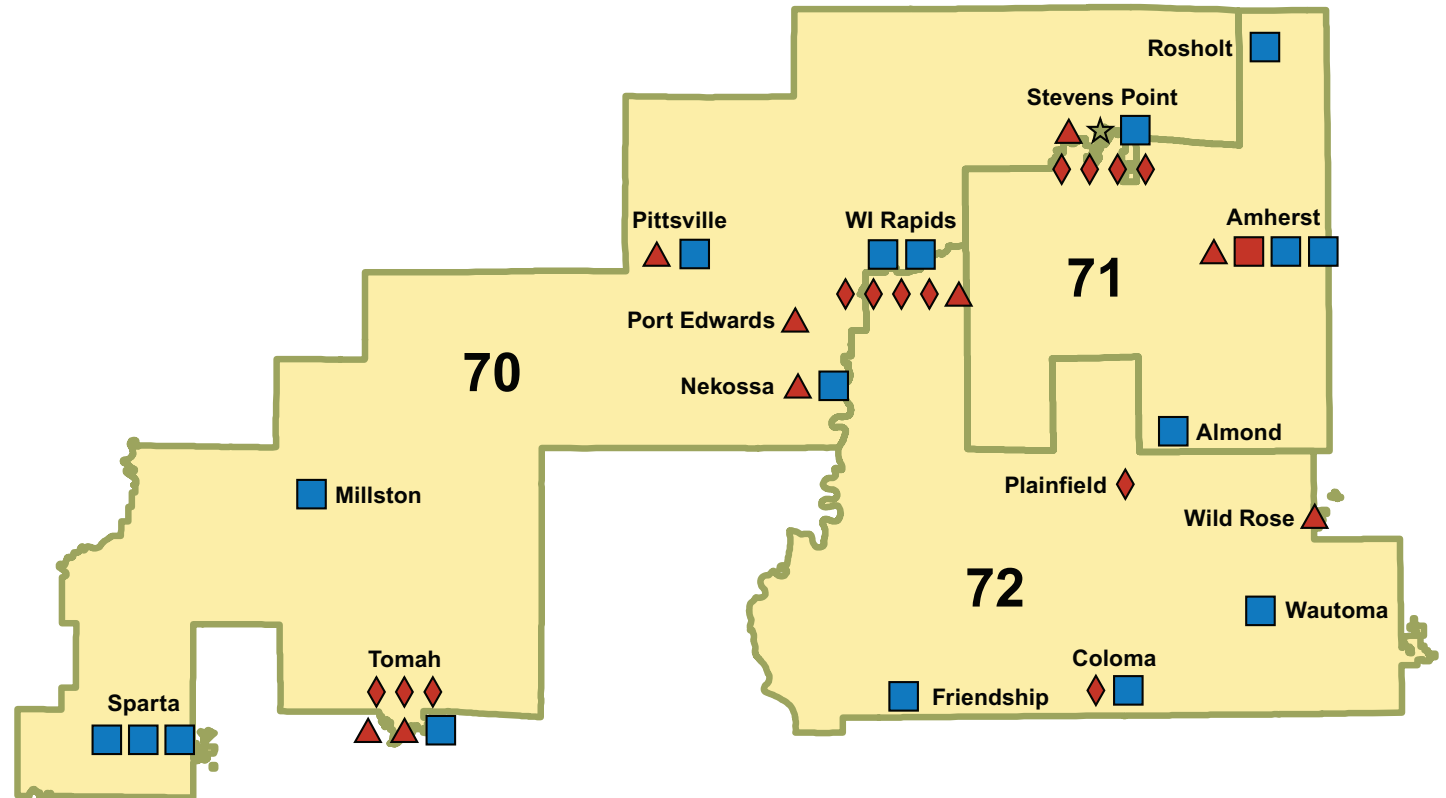 Rosholt
Stevens Point
Pittsville
WI Rapids
Amherst
71
Port Edwards
70
Nekossa
Almond
Plainfield
Millston
Wild Rose
72
Wautoma
Tomah
Coloma
Sparta
Friendship